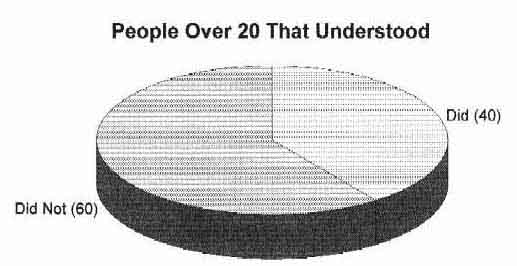 People Over 20 That Understood
Did (40)
Did Not (60)